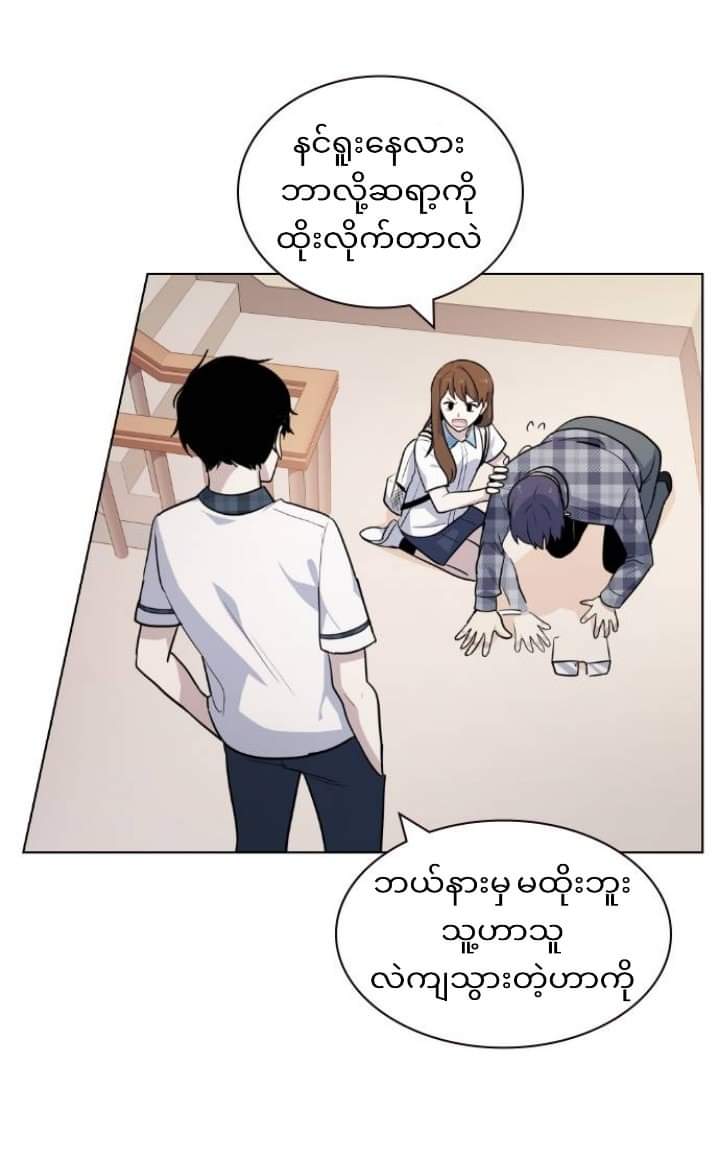 နင်ရူးနေလား
ဘာလို့ဆရာ့ကို
ထိုးလိုက်တာလဲ
ဘယ်နားမှ မထိုးဘူး
သူ့ဟာသူ
လဲကျသွားတဲ့ဟာကို